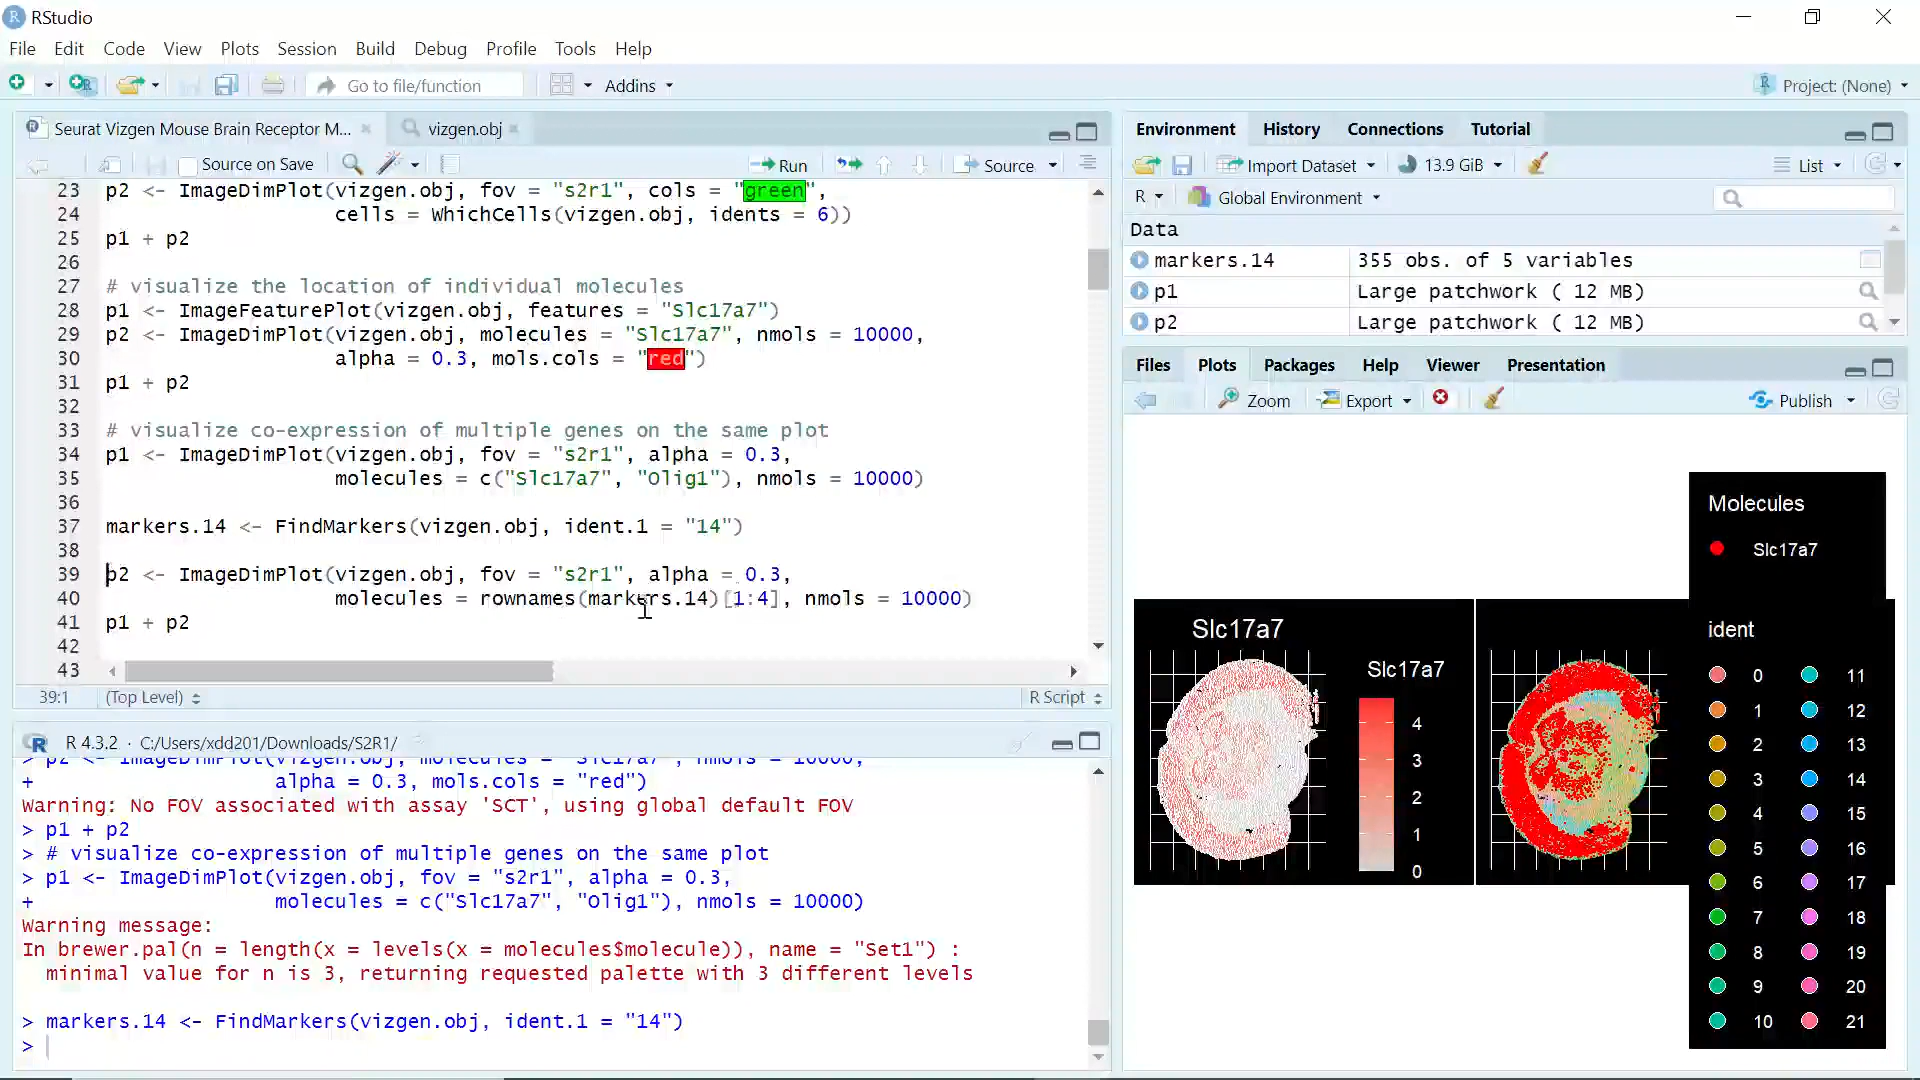 RStudio
File Edit Code View Plots Session Build Debug Profile Tools Help
Go to file/function Addins Project: (None)
Seurat Vizgen Mouse Brain Receptor M... vizgen.obj
Source on Save Run Source
23 p2 <- ImageDimPlot(vizgen.obj, fov = "s2r1", cols = "green",
24 cells = WhichCells(vizgen.obj, idents = 6))
25 p1 + p2
26
27 # visualize the location of individual molecules
28 p1 <- ImageFeaturePlot(vizgen.obj, features = "Slc17a7")
29 p2 <- ImageDimPlot(vizgen.obj, molecules = "Slc17a7", nmols = 10000,
30 alpha = 0.3, mols.cols = "red")
31 p1 + p2
32
33 # visualize co-expression of multiple genes on the same plot
34 p1 <- ImageDimPlot(vizgen.obj, fov = "s2r1", alpha = 0.3,
35 molecules = c("Slc17a7", "Olig1"), nmols = 10000)
36
37 markers.14 <- FindMarkers(vizgen.obj, ident.1 = "14")
38
39 p2 <- ImageDimPlot(vizgen.obj, fov = "s2r1", alpha = 0.3,
40 molecules = rownames(markers.14)[1:4], nmols = 10000)
41 p1 + p2
42
43
39:1 (Top Level) R Script
R 4.3.2 · C:/Users/xdd201/Downloads/S2R1/
> p2 <- ImageDimPlot(vizgen.obj, molecules = "Slc17a7", nmols = 10000,
+ alpha = 0.3, mols.cols = "red")
Warning: No FOV associated with assay 'SCT', using global default FOV
> p1 + p2
> # visualize co-expression of multiple genes on the same plot
> p1 <- ImageDimPlot(vizgen.obj, fov = "s2r1", alpha = 0.3,
+ molecules = c("Slc17a7", "Olig1"), nmols = 10000)
Warning message:
In brewer.pal(n = length(x = levels(x = molecules$molecule)), name = "Set1") :
minimal value for n is 3, returning requested palette with 3 different levels
> markers.14 <- FindMarkers(vizgen.obj, ident.1 = "14")
>
Environment History Connections Tutorial
Import Dataset 13.9 GiB List
R Global Environment
Data
markers.14 355 obs. of 5 variables
p1 Large patchwork ( 12 MB)
p2 Large patchwork ( 12 MB)
Files Plots Packages Help Viewer Presentation
Zoom Export Publish
Molecules
Slc17a7
Slc17a7
Slc17a7
4
3
2
1
0
ident
0 11
1 12
2 13
3 14
4 15
5 16
6 17
7 18
8 19
9 20
10 21